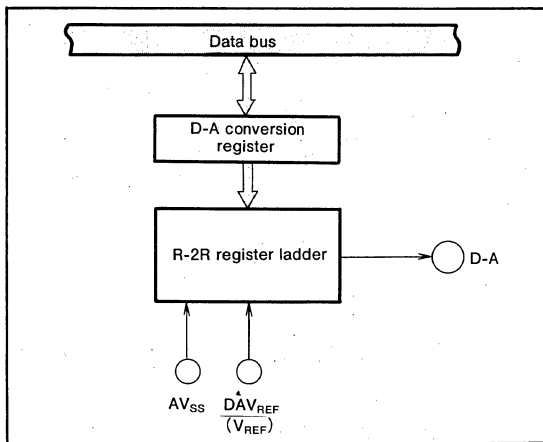 Data bus
D-A conversion
register
R-2R register ladder
D-A
AVSS
DAVREF
(VREF)